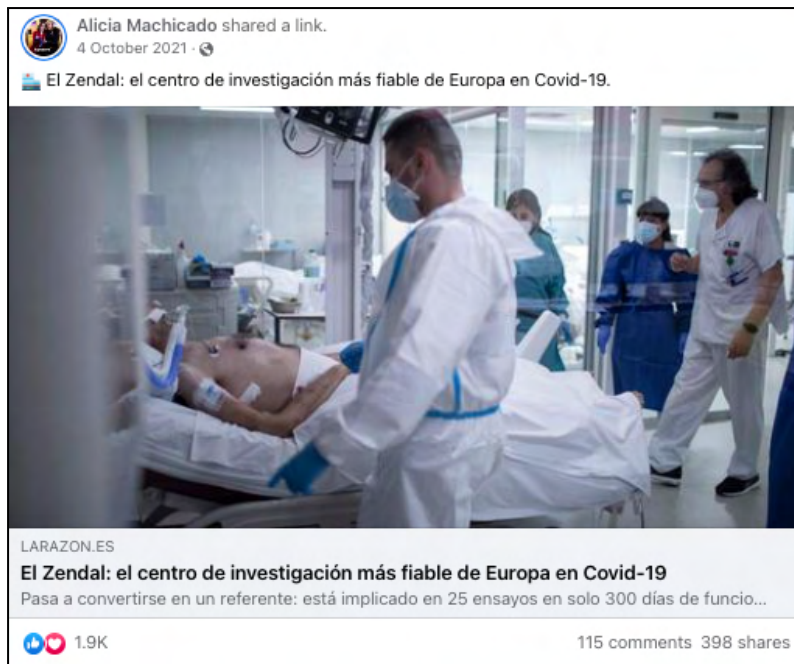 Alicia Machicado shared a link.
4 October 2021 ·
El Zendal: el centro de investigación más fiable de Europa en Covid-19.
LARAZON.ES
El Zendal: el centro de investigación más fiable de Europa en Covid-19
Pasa a convertirse en un referente: está implicado en 25 ensayos en solo 300 días de funcio...
1.9K
115 comments 398 shares